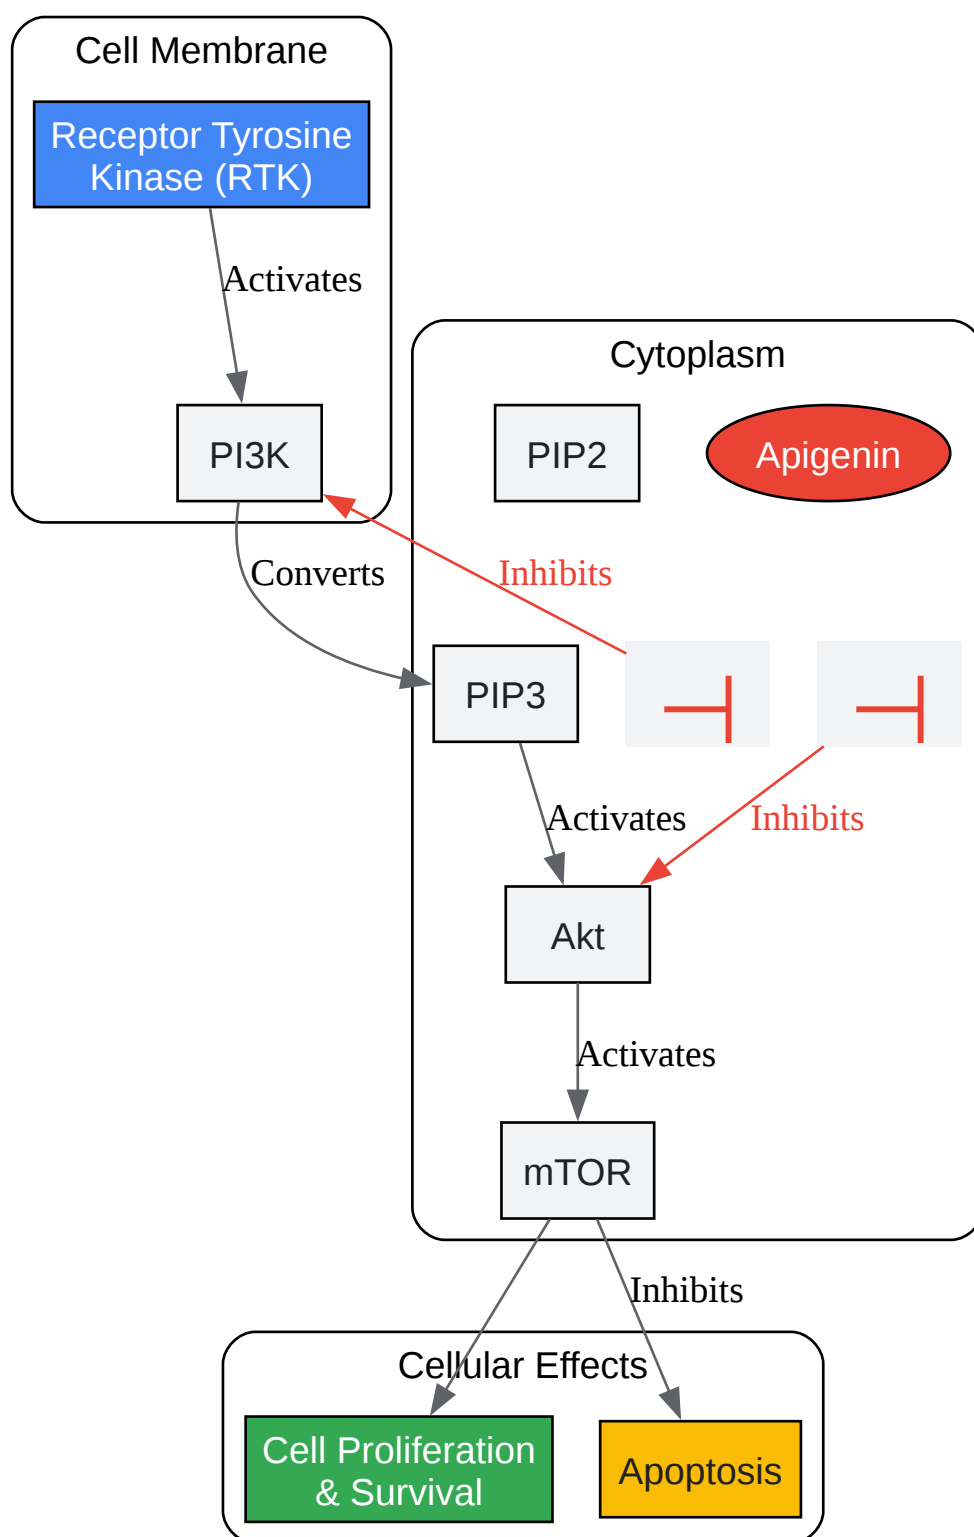 Cell Membrane
Receptor Tyrosine
Kinase (RTK)
Activates
Cytoplasm
PI3K
PIP2
Apigenin
Converts
Inhibits
PIP3
Activates
Inhibits
Akt
Activates
mTOR
Inhibits
Cellular Effects
Cell Proliferation
& Survival
Apoptosis